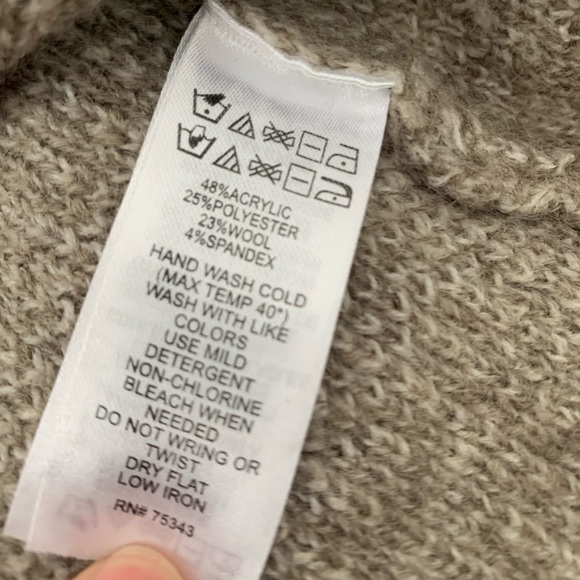 48%ACRYLIC
25%POLYESTER
23%WOOL
4%SPANDEX
HAND WASH COLD
(MAX TEMP 40°)
WASH WITH LIKE
COLORS
USE MILD
DETERGENT
NON-CHLORINE
BLEACH WHEN
NEEDED
DO NOT WRING OR
TWIST
DRY FLAT
LOW IRON
RN# 75343